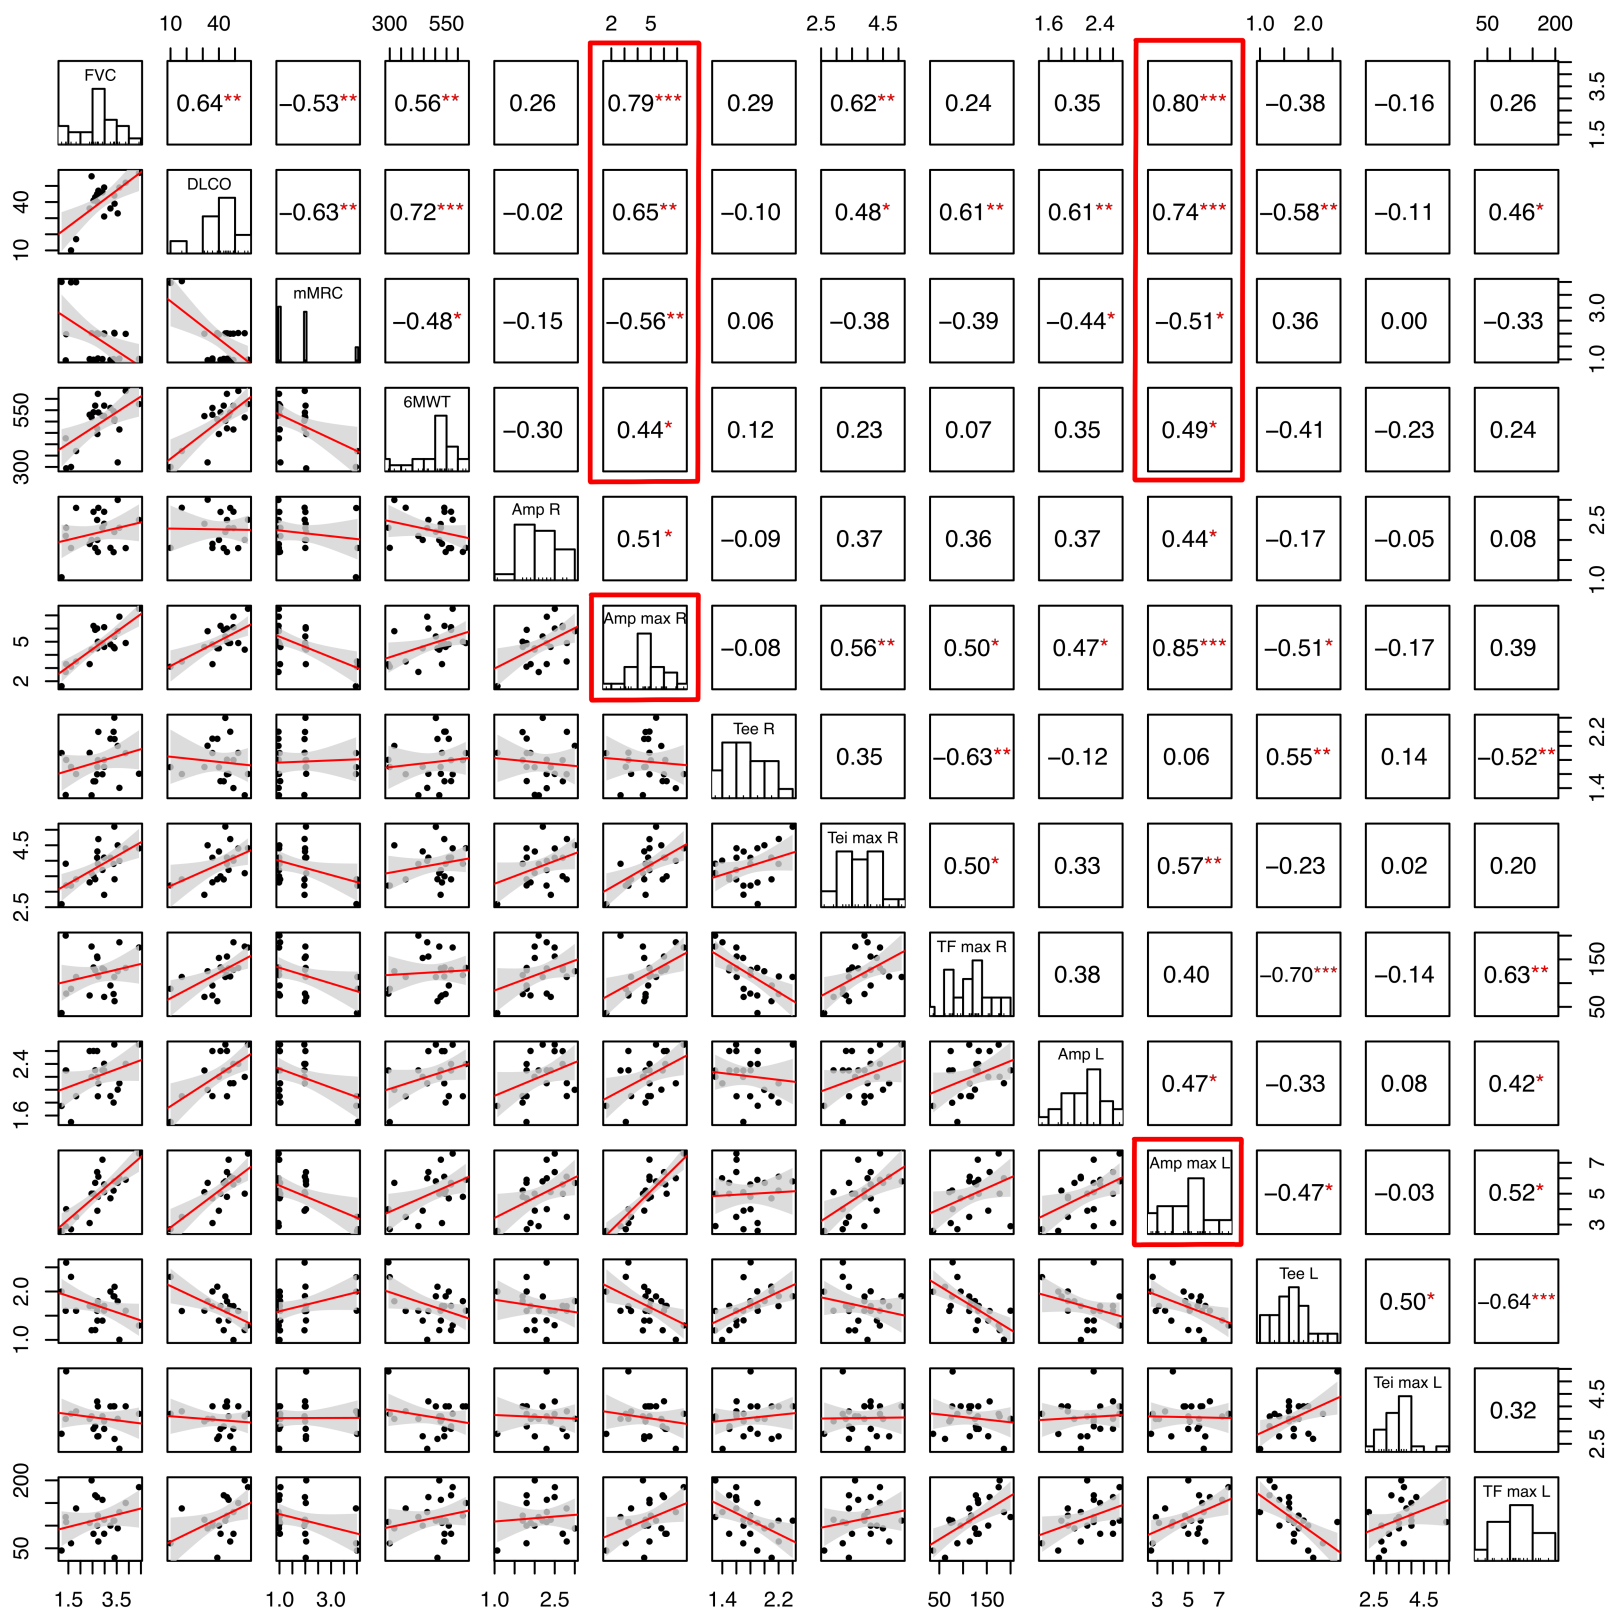 10 40 300 550 2 5 2.5 4.5 1.6 2.4 1.0 2.0 50 200
FVC 0.64** −0.53** 0.56** 0.26 0.79*** 0.29 0.62** 0.24 0.35 0.80*** −0.38 −0.16 0.26 1.5 3.5
10 40 DLCO −0.63** 0.72*** −0.02 0.65** −0.10 0.48* 0.61** 0.61** 0.74*** −0.58** −0.11 0.46*
mMRC −0.48* −0.15 −0.56** 0.06 −0.38 −0.39 −0.44* −0.51* 0.36 0.00 −0.33 1.0 3.0
300 550 6MWT −0.30 0.44* 0.12 0.23 0.07 0.35 0.49* −0.41 −0.23 0.24
Amp R 0.51* −0.09 0.37 0.36 0.37 0.44* −0.17 −0.05 0.08 1.0 2.5
2 5 Amp max R −0.08 0.56** 0.50* 0.47* 0.85*** −0.51* −0.17 0.39
Tee R 0.35 −0.63** −0.12 0.06 0.55** 0.14 −0.52** 1.4 2.2
2.5 4.5 Tei max R 0.50* 0.33 0.57** −0.23 0.02 0.20
TF max R 0.38 0.40 −0.70*** −0.14 0.63** 50 150
1.6 2.4 Amp L 0.47* −0.33 0.08 0.42*
Amp max L −0.47* −0.03 0.52* 3 5 7
1.0 2.0 Tee L 0.50* −0.64***
Tei max L 0.32 2.5 4.5
50 200 TF max L
1.5 3.5 1.0 3.0 1.0 2.5 1.4 2.2 50 150 3 5 7 2.5 4.5